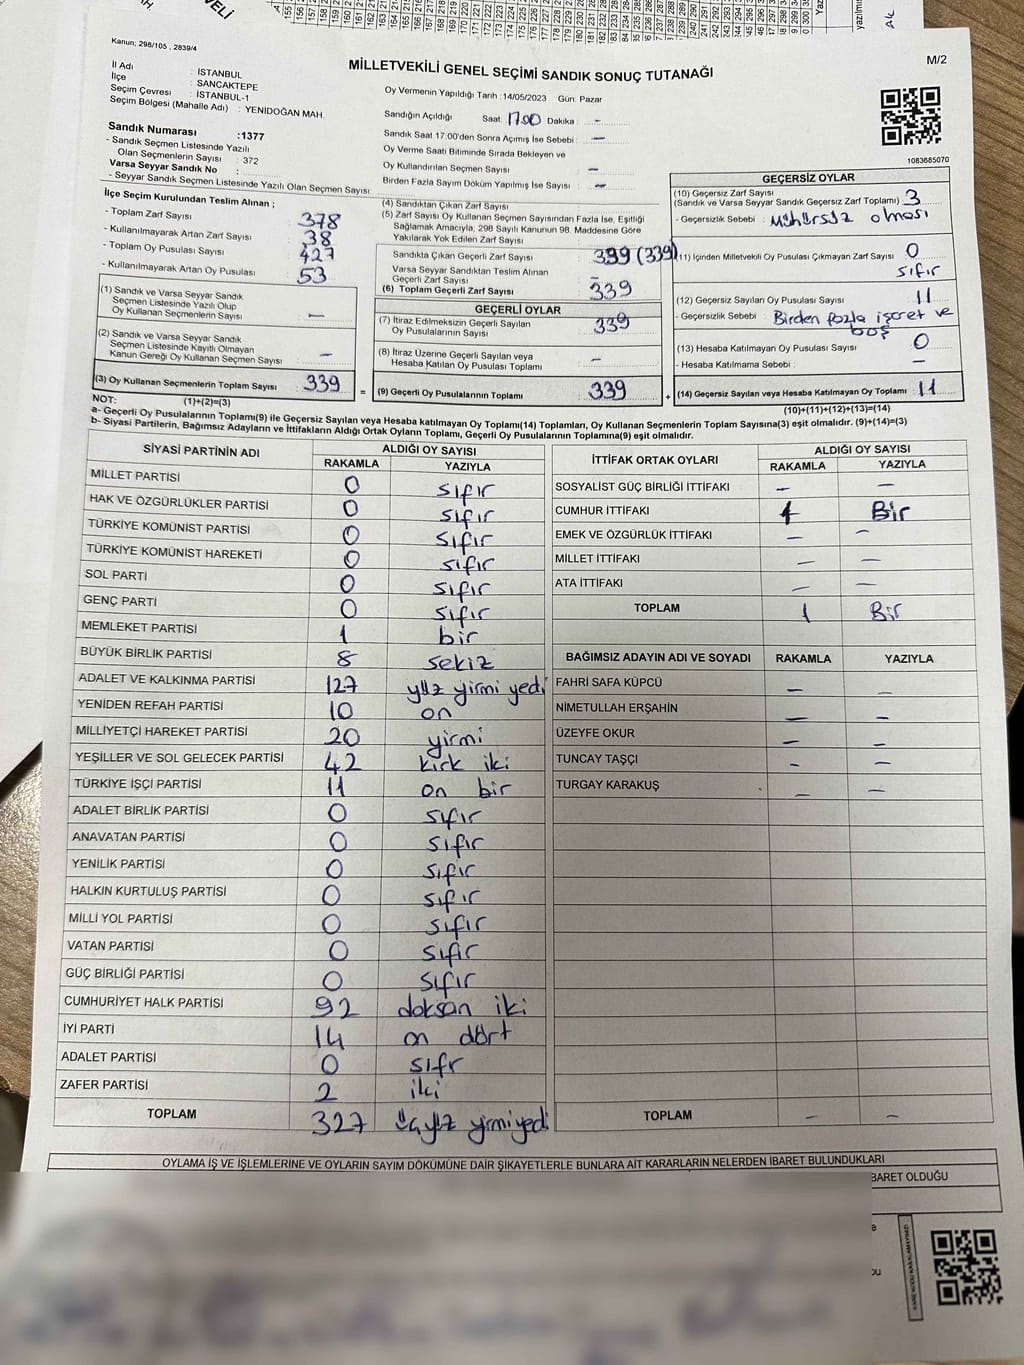 Kanun; 298/105 , 2839/4
M/2
MİLLETVEKİLİ GENEL SEÇİMİ SANDIK SONUÇ TUTANAĞI
İl Adı : İSTANBUL
İlçe : SANCAKTEPE
Seçim Çevresi : İSTANBUL-1
Seçim Bölgesi (Mahalle Adı) : YENİDOĞAN MAH.
Sandık Numarası :1377
- Sandık Seçmen Listesinde Yazılı
Olan Seçmenlerin Sayısı : 372
Varsa Seyyar Sandık No :
- Seyyar Sandık Seçmen Listesinde Yazılı Olan Seçmen Sayısı:
Oy Vermenin Yapıldığı Tarih :14/05/2023 Gün: Pazar
Sandığın Açıldığı Saat: 17.00 Dakika : -
Sandık Saat 17:00'den Sonra Açımış İse Sebebi : —
Oy Verme Saati Bitiminde Sırada Bekleyen ve
Oy Kullandırılan Seçmen Sayısı : —
Birden Fazla Sayım Döküm Yapılmış İse Sayısı : —
1083685070
İlçe Seçim Kurulundan Teslim Alınan ;
- Toplam Zarf Sayısı : 378
- Kullanılmayarak Artan Zarf Sayısı : 38
- Toplam Oy Pusulası Sayısı : 427
- Kullanılmayarak Artan Oy Pusulası : 53
(1) Sandık ve Varsa Seyyar Sandık
Seçmen Listesinde Yazılı Olup
Oy Kullanan Seçmenlerin Sayısı : —
(2) Sandık ve Varsa Seyyar Sandık
Seçmen Listesinde Kayıtlı Olmayan
Kanun Gereği Oy Kullanan Seçmen Sayısı : —
(3) Oy Kullanan Seçmenlerin Toplam Sayısı : 339
(4) Sandıktan Çıkan Zarf Sayısı :
(5) Zarf Sayısı Oy Kullanan Seçmen Sayısından Fazla İse, Eşitliği
Sağlamak Amacıyla, 298 Sayılı Kanunun 98. Maddesine Göre
Yakılarak Yok Edilen Zarf Sayısı :
Sandıkta Çıkan Geçerli Zarf Sayısı : 339 (339)
Varsa Seyyar Sandıktan Teslim Alınan
Geçerli Zarf Sayısı : —
(6) Toplam Geçerli Zarf Sayısı : 339
GEÇERLİ OYLAR
(7) İtiraz Edilmeksizin Geçerli Sayılan
Oy Pusulalarının Sayısı : 339
(8) İtiraz Üzerine Geçerli Sayılan veya
Hesaba Katılan Oy Pusulası Toplamı : —
= (9) Geçerli Oy Pusulalarının Toplamı : 339 +
GEÇERSİZ OYLAR
(10) Geçersiz Zarf Sayısı
(Sandık ve Varsa Seyyar Sandık Geçersiz Zarf Toplamı) : 3
- Geçersizlik Sebebi : Mühürsüz olması
(11) İçinden Milletvekili Oy Pusulası Çıkmayan Zarf Sayısı : 0
sıfır
(12) Geçersiz Sayılan Oy Pusulası Sayısı : 11
- Geçersizlik Sebebi : Birden fazla işaret ve
boş
(13) Hesaba Katılmayan Oy Pusulası Sayısı : 0
- Hesaba Katılmama Sebebi : —
(14) Geçersiz Sayılan veya Hesaba Katılmayan Oy Toplamı : 11
NOT: (1)+(2)=(3)
(10)+(11)+(12)+(13)=(14)
a- Geçerli Oy Pusulalarının Toplamı(9) ile Geçersiz Sayılan veya Hesaba katılmayan Oy Toplamı(14) Toplamları, Oy Kullanan Seçmenlerin Toplam Sayısına(3) eşit olmalıdır. (9)+(14)=(3)
b- Siyasi Partilerin, Bağımsız Adayların ve İttifakların Aldığı Ortak Oyların Toplamı, Geçerli Oy Pusulalarının Toplamına(9) eşit olmalıdır.
SİYASİ PARTİNİN ADI ALDIĞI OY SAYISI
RAKAMLA YAZIYLA
MİLLET PARTİSİ 0 sıfır
HAK VE ÖZGÜRLÜKLER PARTİSİ 0 sıfır
TÜRKİYE KOMÜNİST PARTİSİ 0 sıfır
TÜRKİYE KOMÜNİST HAREKETİ 0 sıfır
SOL PARTİ 0 sıfır
GENÇ PARTİ 0 sıfır
MEMLEKET PARTİSİ 1 bir
BÜYÜK BİRLİK PARTİSİ 8 sekiz
ADALET VE KALKINMA PARTİSİ 127 yüz yirmi yedi
YENİDEN REFAH PARTİSİ 10 on
MİLLİYETÇİ HAREKET PARTİSİ 20 yirmi
YEŞİLLER VE SOL GELECEK PARTİSİ 42 kırk iki
TÜRKİYE İŞÇİ PARTİSİ 11 on bir
ADALET BİRLİK PARTİSİ 0 sıfır
ANAVATAN PARTİSİ 0 sıfır
YENİLİK PARTİSİ 0 sıfır
HALKIN KURTULUŞ PARTİSİ 0 sıfır
MİLLİ YOL PARTİSİ 0 sıfır
VATAN PARTİSİ 0 sıfır
GÜÇ BİRLİĞİ PARTİSİ 0 sıfır
CUMHURİYET HALK PARTİSİ 92 doksan iki
İYİ PARTİ 14 on dört
ADALET PARTİSİ 0 sıfr
ZAFER PARTİSİ 2 iki
TOPLAM 327 üçyüz yirmiyedi
İTTİFAK ORTAK OYLARI ALDIĞI OY SAYISI
RAKAMLA YAZIYLA
SOSYALİST GÜÇ BİRLİĞİ İTTİFAKI — —
CUMHUR İTTİFAKI 1 Bir
EMEK VE ÖZGÜRLÜK İTTİFAKI — —
MİLLET İTTİFAKI — —
ATA İTTİFAKI — —
TOPLAM 1 Bir
BAĞIMSIZ ADAYIN ADI VE SOYADI RAKAMLA YAZIYLA
FAHRİ SAFA KÜPCÜ — —
NİMETULLAH ERŞAHİN — —
ÜZEYFE OKUR — —
TUNCAY TAŞÇI — —
TURGAY KARAKUŞ — —
TOPLAM — —
OYLAMA İŞ VE İŞLEMLERİNE VE OYLARIN SAYIM DÖKÜMÜNE DAİR ŞİKAYETLERLE BUNLARA AİT KARARLARIN NELERDEN İBARET BULUNDUKLARI
BARET OLDUĞU